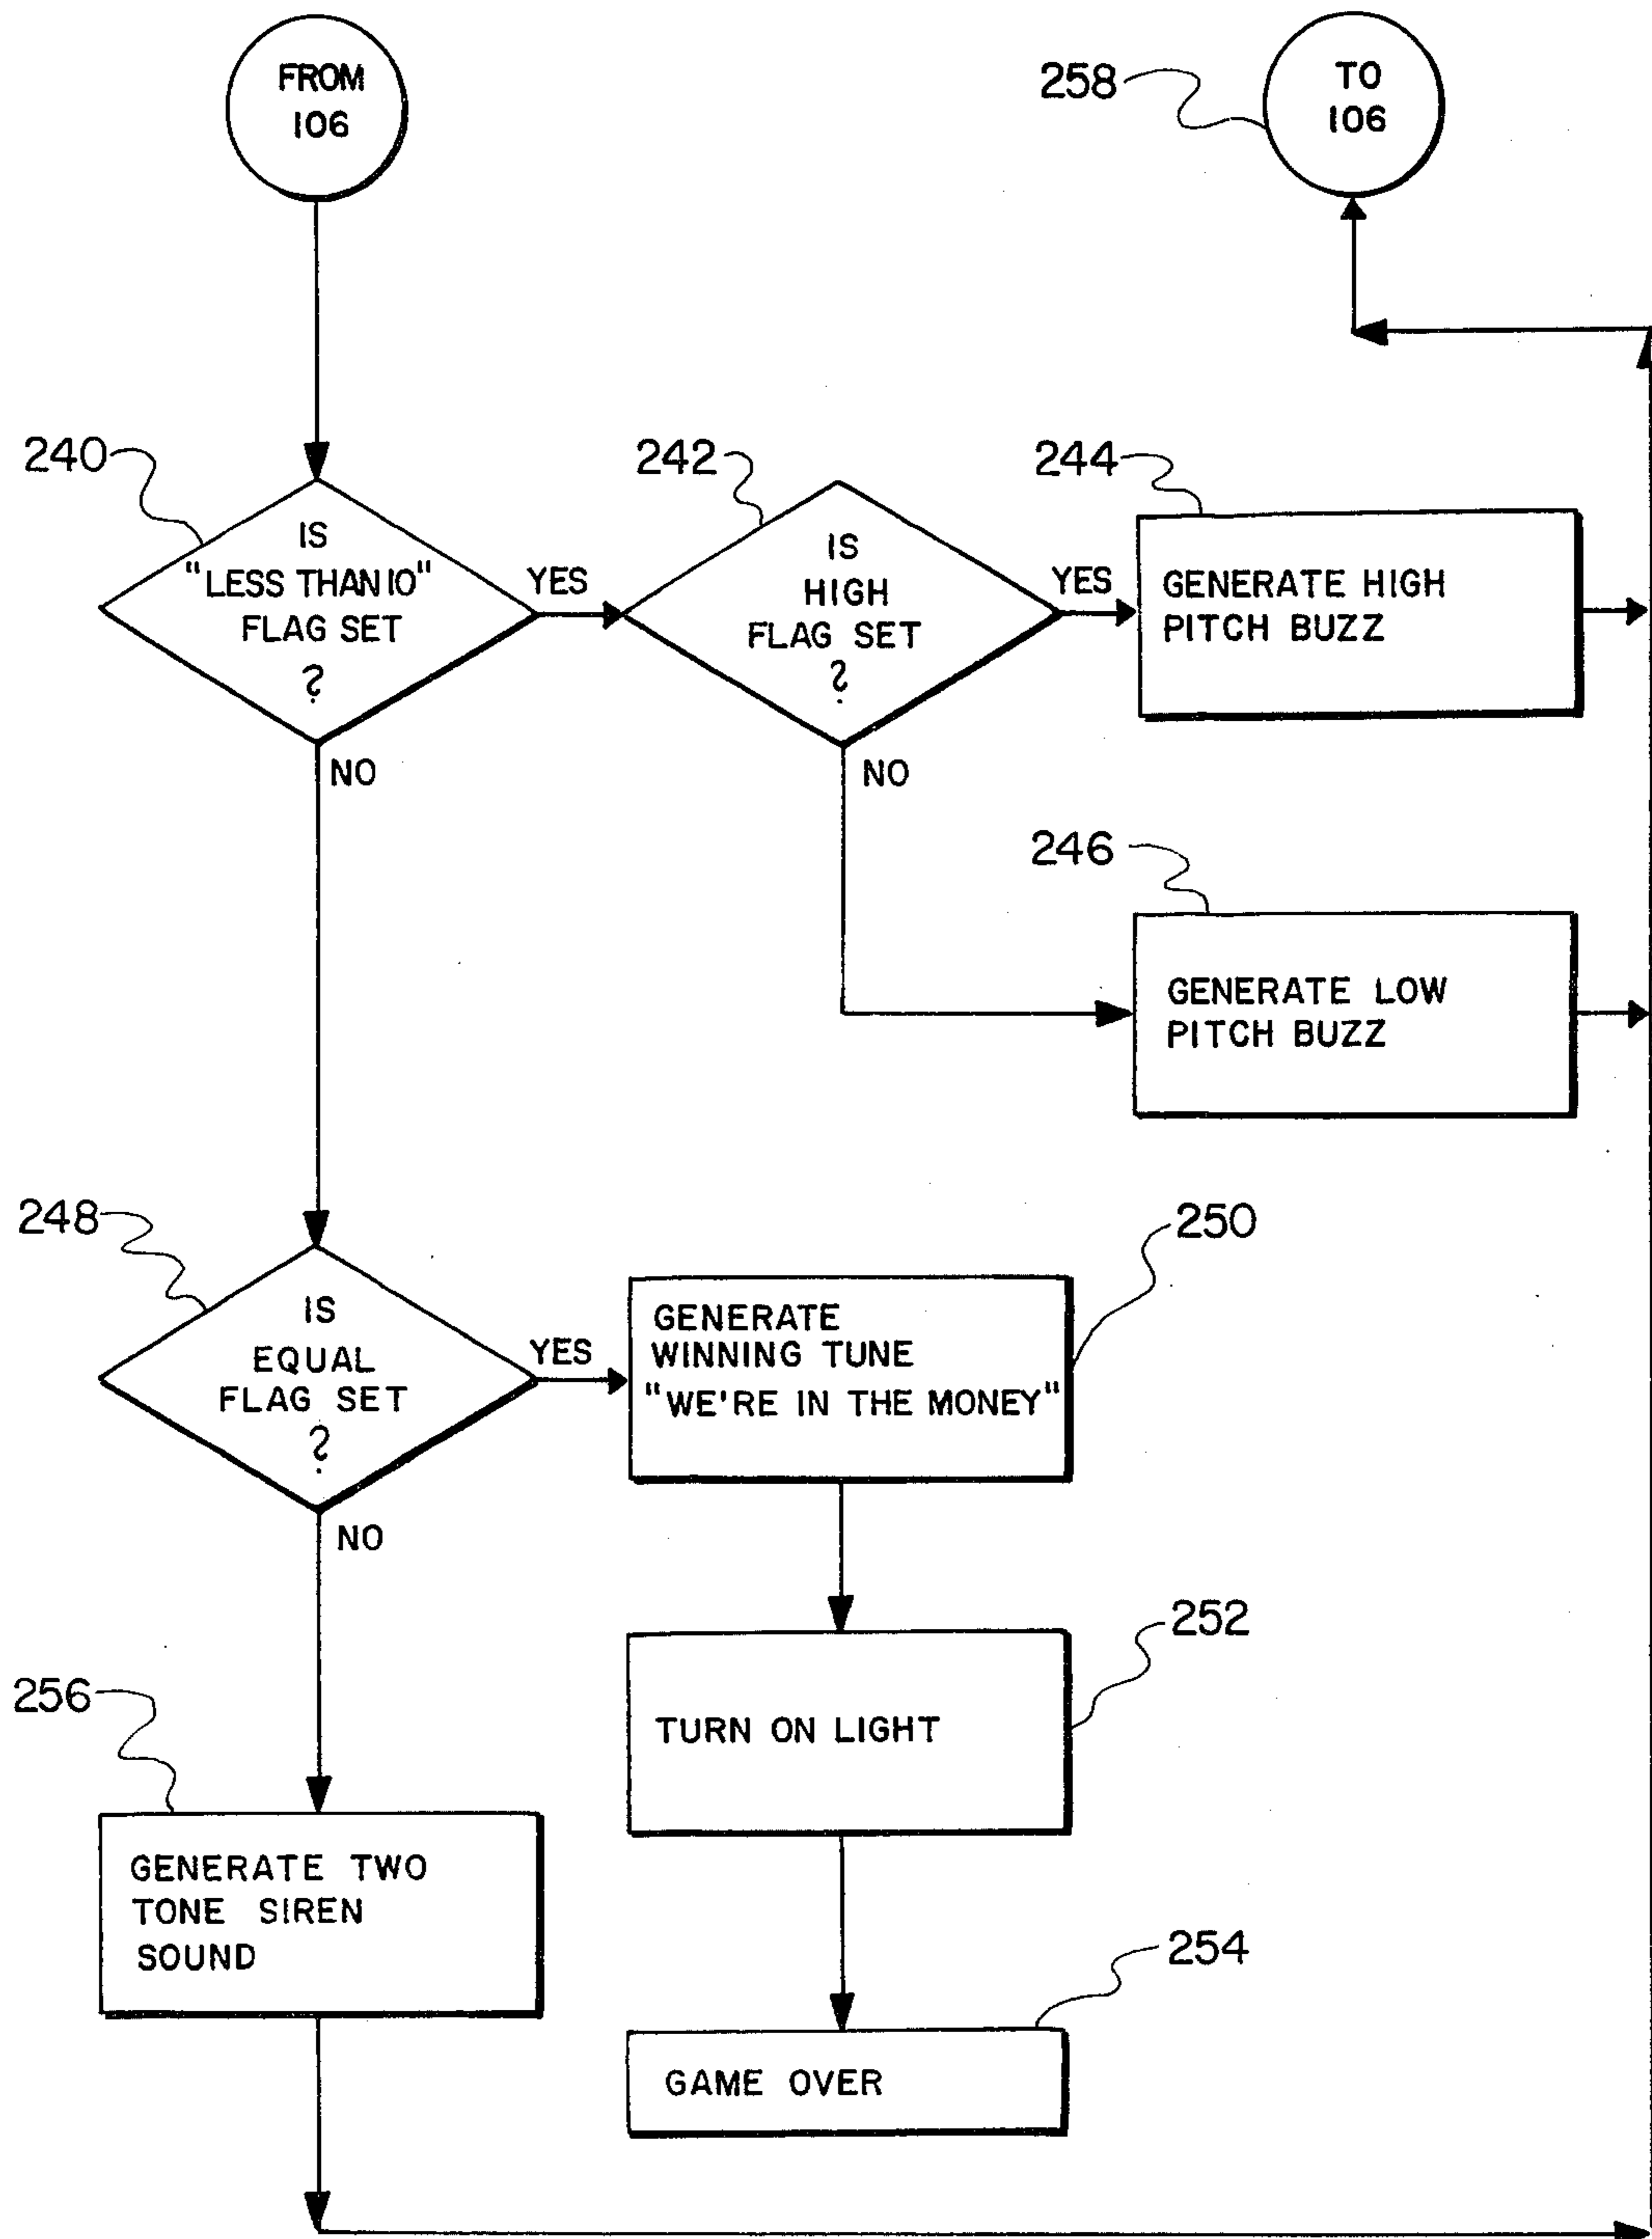 FROM
106
258
TO
106
240
IS
"LESS THAN 10"
FLAG SET
?
YES
NO
242
IS
HIGH
FLAG SET
?
YES
NO
244
GENERATE HIGH
PITCH BUZZ
246
GENERATE LOW
PITCH BUZZ
248
IS
EQUAL
FLAG SET
?
YES
NO
250
GENERATE
WINNING TUNE
"WE'RE IN THE MONEY"
252
TURN ON LIGHT
256
GENERATE TWO
TONE SIREN
SOUND
254
GAME OVER